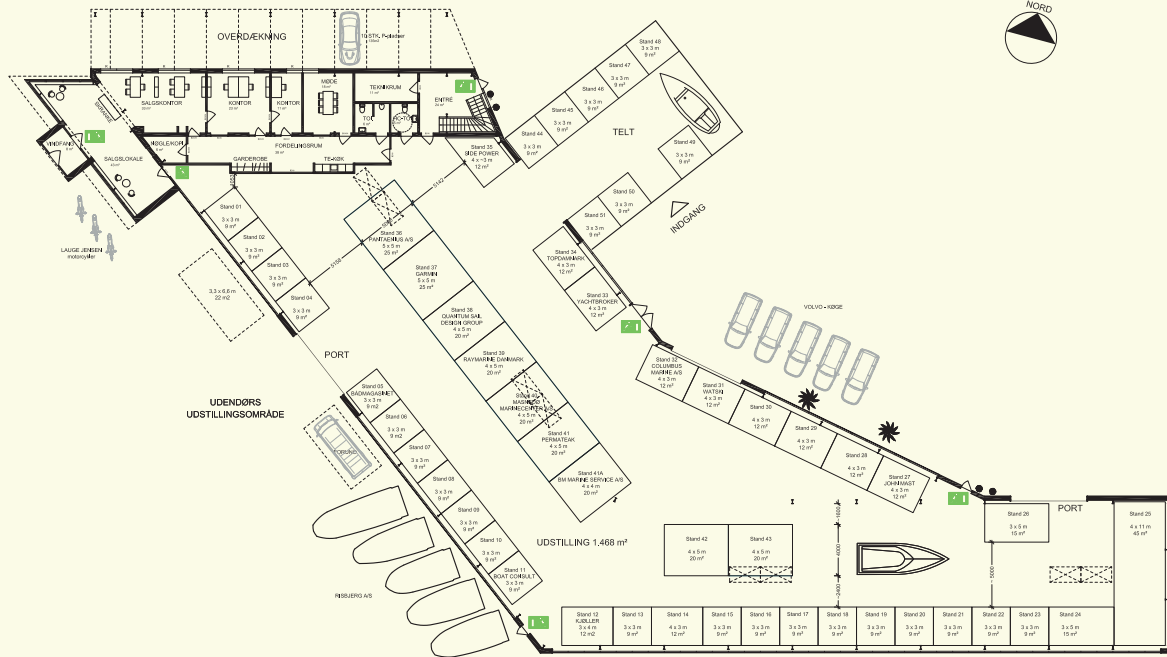 NORD
OVERDÆKNING
10 STK. P-pladser
SALGSKONTOR
KONTOR
KONTOR
MØDE
TEKNIKRUM
11 m²
ENTRÉ
FORDELINGSRUM
GARDEROBE
TE-KØK
VINDFANG
SALGSLOKALE
LAUGE JENSEN
motorcykler
Stand 01
3 x 3 m
9 m²
Stand 02
3 x 3 m
9 m²
Stand 03
3 x 3 m
9 m²
Stand 04
3 x 3 m
9 m²
3,3 x 6,6 m
22 m2
PORT
UDENDØRS
UDSTILLINGSOMRÅDE
Stand 05
BÅDMAGASINET
3 x 3 m
9 m2
Stand 06
3 x 3 m
9 m2
Stand 07
3 x 3 m
9 m²
Stand 08
3 x 3 m
9 m²
Stand 09
3 x 3 m
9 m²
Stand 10
3 x 3 m
9 m²
Stand 11
BOAT CONSULT
3 x 3 m
9 m²
RISBJERG A/S
Stand 35
SIDE POWER
4 x ~3 m
12 m²
5142
5158
Stand 36
PANTAENIUS A/S
5 x 5 m
25 m²
Stand 37
GARMIN
5 x 5 m
25 m²
Stand 38
QUANTUM SAIL
DESIGN GROUP
4 x 5 m
20 m²
Stand 39
RAYMARINE DANMARK
4 x 5 m
20 m²
4 x 5 m
20 m²
Stand 41
PERMATEAK
4 x 5 m
20 m²
Stand 41A
BM MARINE SERVICE A/S
4 x 4 m
20 m²
Stand 44
3 x 3 m
9 m²
Stand 45
3 x 3 m
9 m²
Stand 46
3 x 3 m
9 m²
Stand 47
3 x 3 m
9 m²
Stand 48
3 x 3 m
9 m²
TELT
Stand 49
3 x 3 m
9 m²
Stand 50
3 x 3 m
9 m²
Stand 51
3 x 3 m
9 m²
INDGANG
Stand 34
TOPDANMARK
4 x 3 m
12 m²
Stand 33
YACHTBROKER
4 x 3 m
12 m²
VOLVO - KØGE
Stand 32
COLUMBUS
MARINE A/S
4 x 3 m
12 m²
Stand 31
WATSKI
4 x 3 m
12 m²
Stand 30
4 x 3 m
12 m²
Stand 29
4 x 3 m
12 m²
Stand 28
4 x 3 m
12 m²
Stand 27
JOHN MAST
4 x 3 m
12 m²
UDSTILLING 1.468 m²
Stand 42
4 x 5 m
20 m²
Stand 43
4 x 5 m
20 m²
4000
5000
Stand 26
3 x 5 m
15 m²
PORT
Stand 25
4 x 11 m
45 m²
Stand 12
KJØLLER
3 x 4 m
12 m2
Stand 13
3 x 3 m
9 m²
Stand 14
4 x 3 m
12 m²
Stand 15
3 x 3 m
9 m²
Stand 16
3 x 3 m
9 m²
Stand 17
3 x 3 m
9 m²
Stand 18
3 x 3 m
9 m²
Stand 19
3 x 3 m
9 m²
Stand 20
3 x 3 m
9 m²
Stand 21
3 x 3 m
9 m²
Stand 22
3 x 3 m
9 m²
Stand 23
3 x 3 m
9 m²
Stand 24
3 x 5 m
15 m²